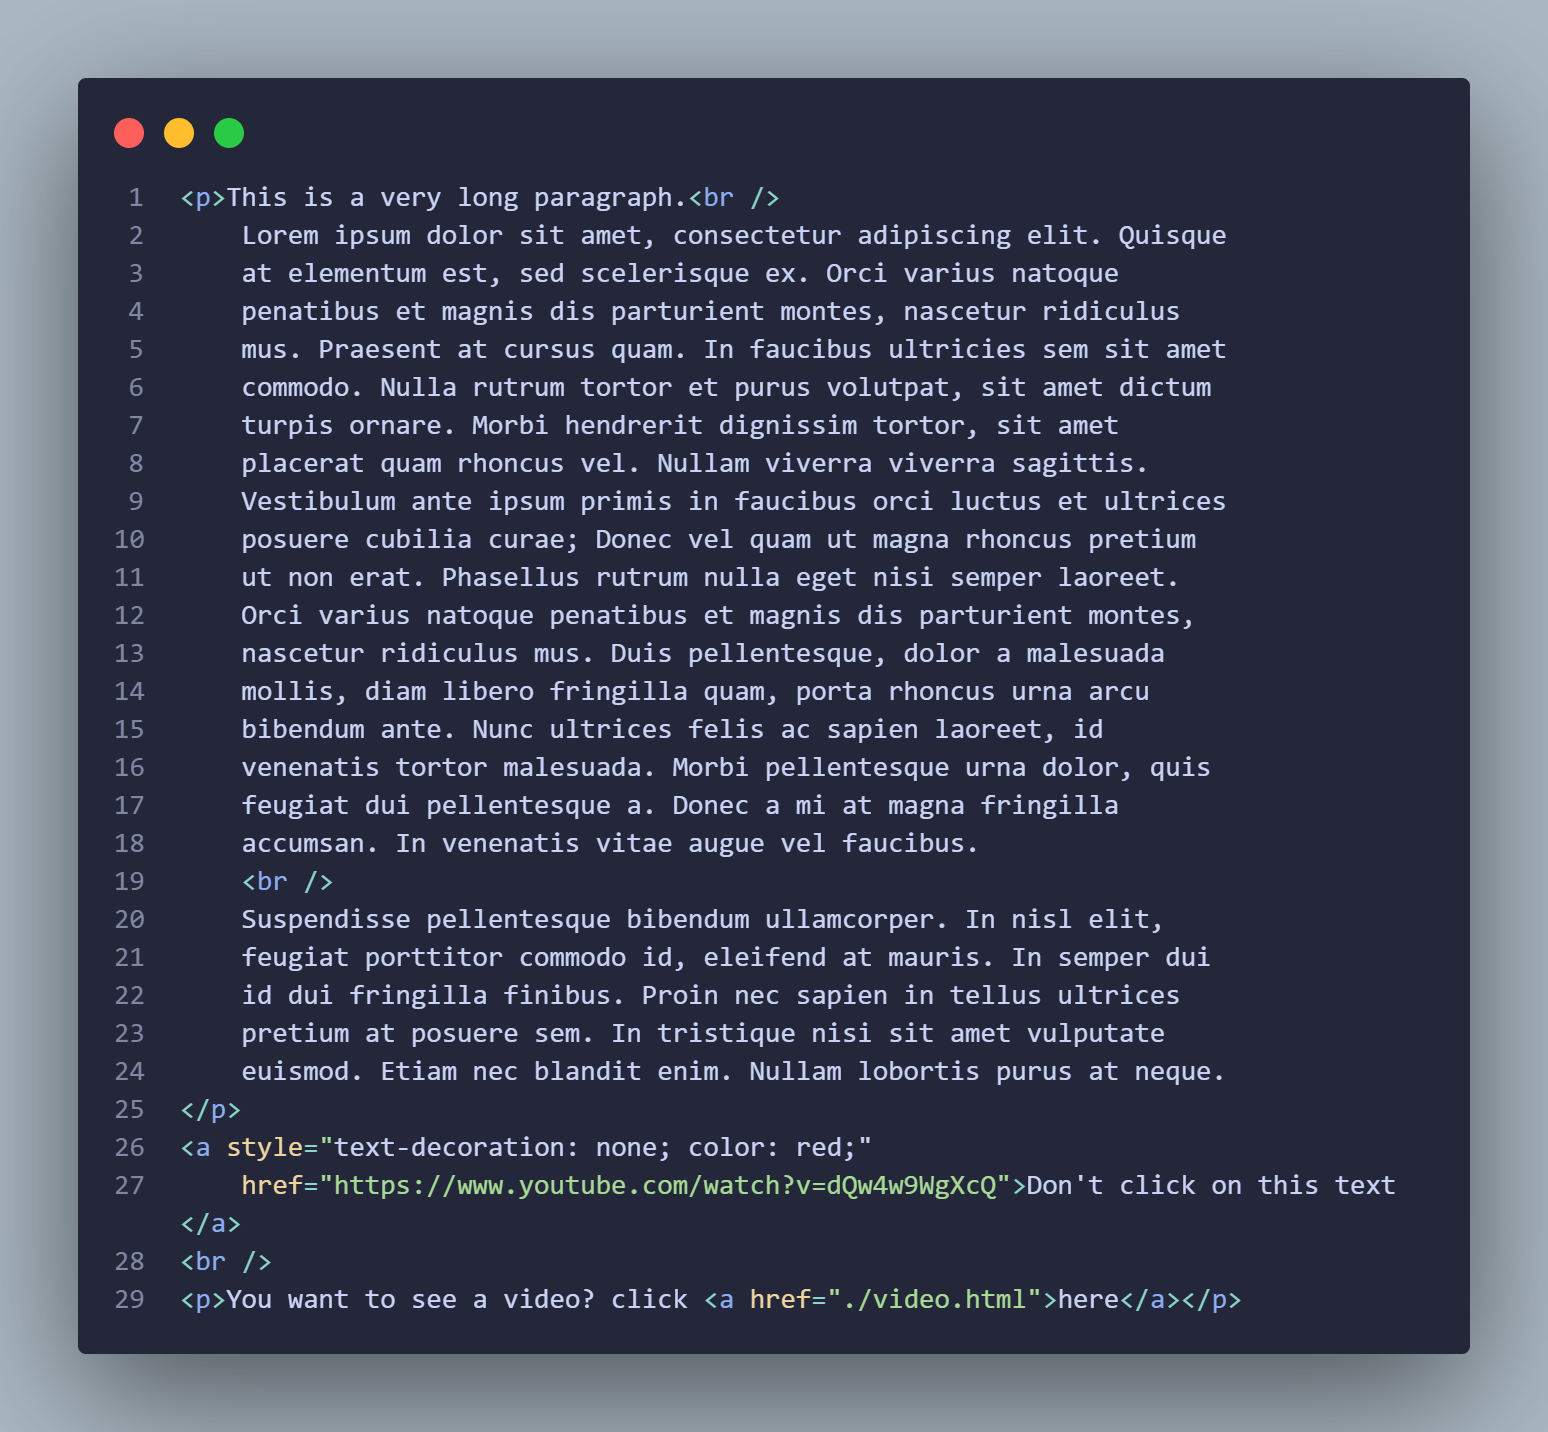 1 <p>This is a very long paragraph.<br />
2 Lorem ipsum dolor sit amet, consectetur adipiscing elit. Quisque
3 at elementum est, sed scelerisque ex. Orci varius natoque
4 penatibus et magnis dis parturient montes, nascetur ridiculus
5 mus. Praesent at cursus quam. In faucibus ultricies sem sit amet
6 commodo. Nulla rutrum tortor et purus volutpat, sit amet dictum
7 turpis ornare. Morbi hendrerit dignissim tortor, sit amet
8 placerat quam rhoncus vel. Nullam viverra viverra sagittis.
9 Vestibulum ante ipsum primis in faucibus orci luctus et ultrices
10 posuere cubilia curae; Donec vel quam ut magna rhoncus pretium
11 ut non erat. Phasellus rutrum nulla eget nisi semper laoreet.
12 Orci varius natoque penatibus et magnis dis parturient montes,
13 nascetur ridiculus mus. Duis pellentesque, dolor a malesuada
14 mollis, diam libero fringilla quam, porta rhoncus urna arcu
15 bibendum ante. Nunc ultrices felis ac sapien laoreet, id
16 venenatis tortor malesuada. Morbi pellentesque urna dolor, quis
17 feugiat dui pellentesque a. Donec a mi at magna fringilla
18 accumsan. In venenatis vitae augue vel faucibus.
19 <br />
20 Suspendisse pellentesque bibendum ullamcorper. In nisl elit,
21 feugiat porttitor commodo id, eleifend at mauris. In semper dui
22 id dui fringilla finibus. Proin nec sapien in tellus ultrices
23 pretium at posuere sem. In tristique nisi sit amet vulputate
24 euismod. Etiam nec blandit enim. Nullam lobortis purus at neque.
25 </p>
26 <a style="text-decoration: none; color: red;"
27 href="https://www.youtube.com/watch?v=dQw4w9WgXcQ">Don't click on this text
</a>
28 <br />
29 <p>You want to see a video? click <a href="./video.html">here</a></p>